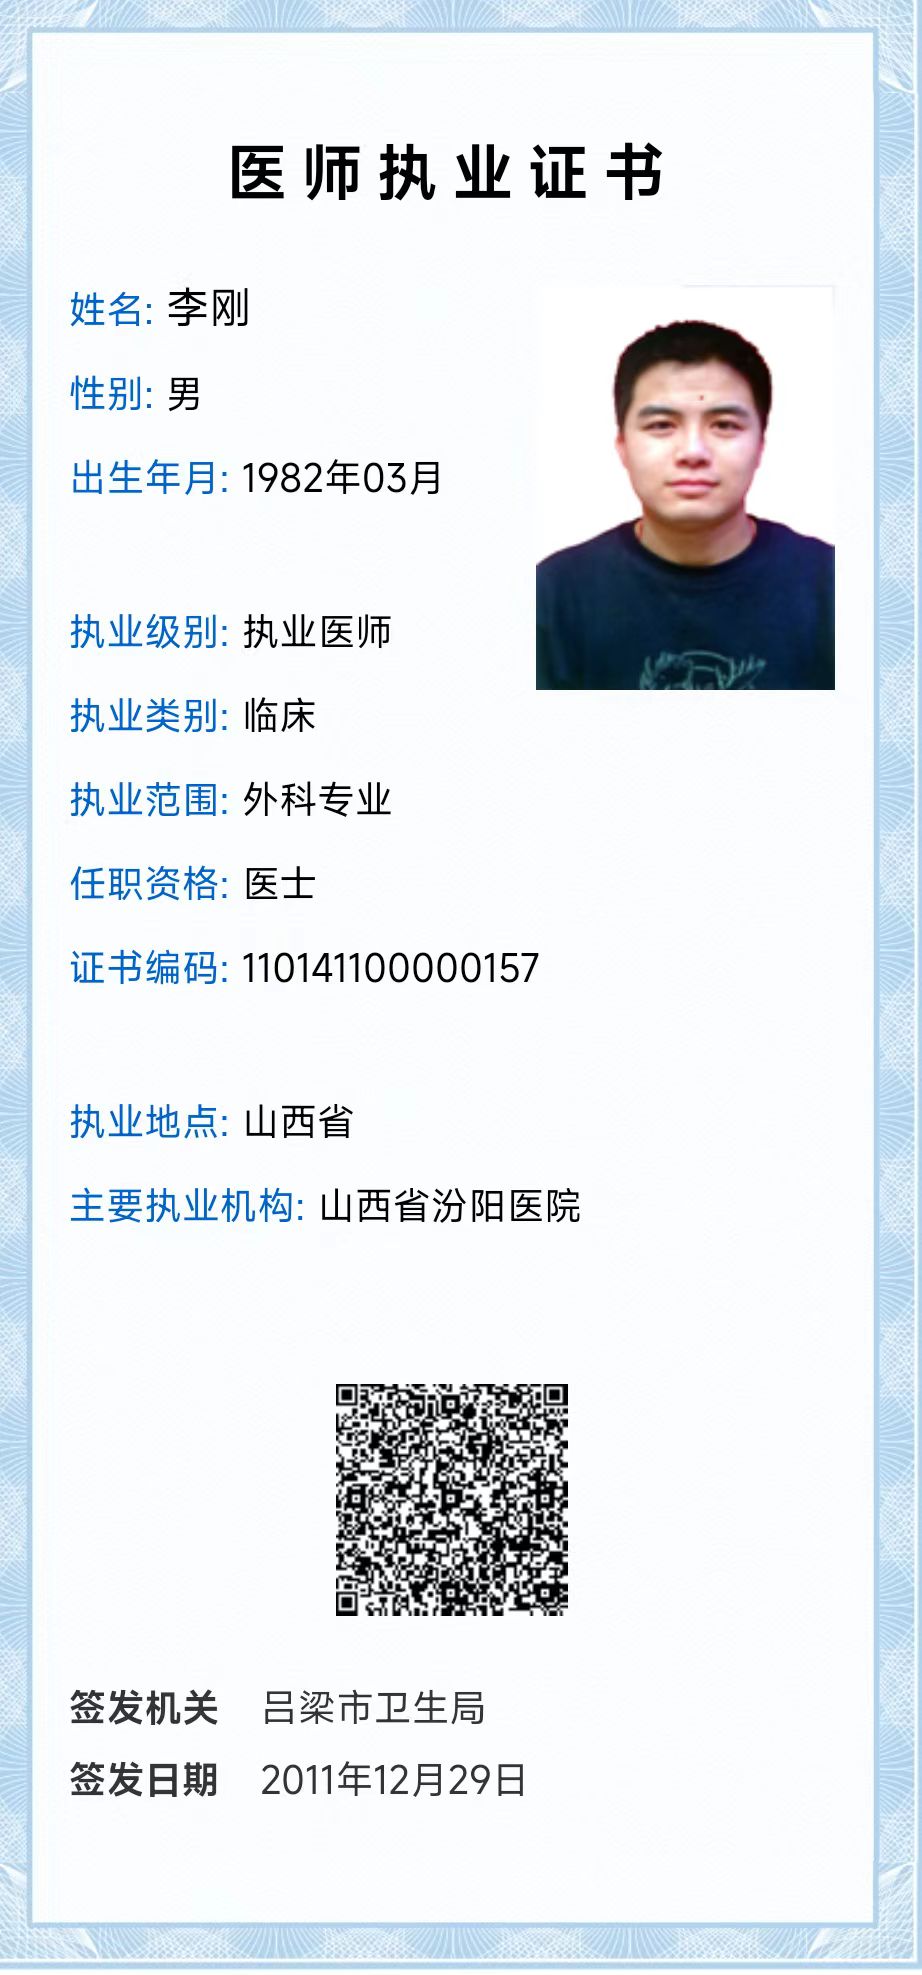 医师执业证书
姓名: 李刚
性别: 男
出生年月: 1982年03月
执业级别: 执业医师
执业类别: 临床
执业范围: 外科专业
任职资格: 医士
证书编码: 110141100000157
执业地点: 山西省
主要执业机构: 山西省汾阳医院
签发机关 吕梁市卫生局
签发日期 2011年12月29日